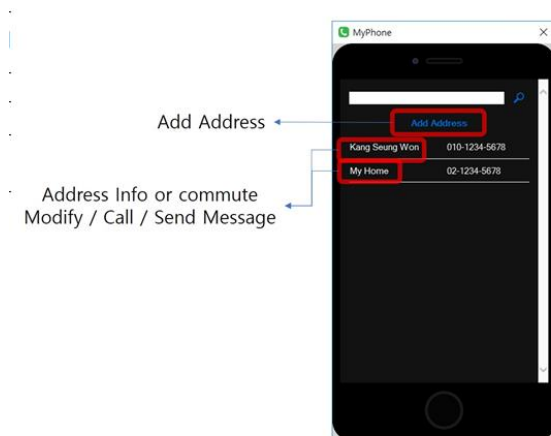 MyPhone
Add Address
Add Address
Kang Seung Won 010-1234-5678
My Home 02-1234-5678
Address Info or commute
Modify / Call / Send Message